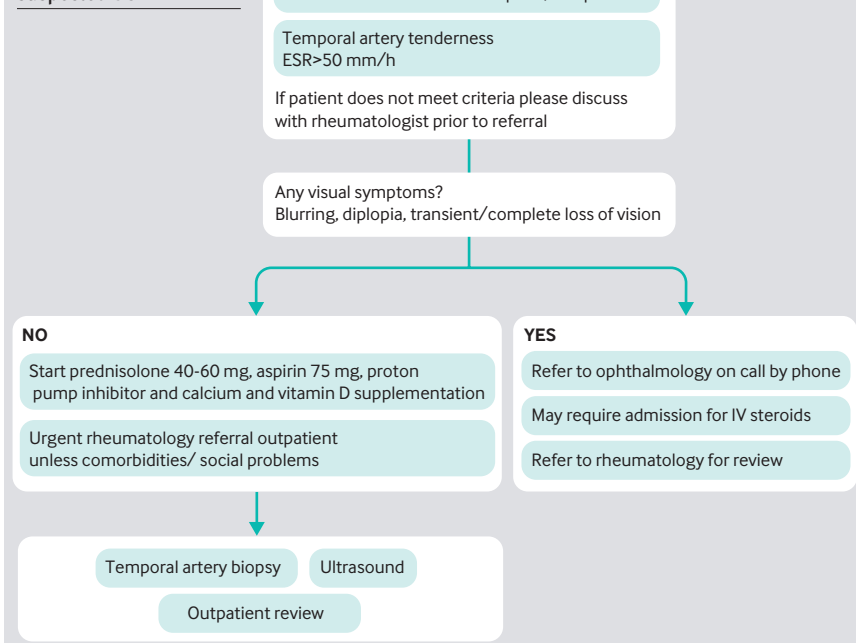 Temporal artery tenderness
ESR>50 mm/h
If patient does not meet criteria please discuss
with rheumatologist prior to referral
Any visual symptoms?
Blurring, diplopia, transient/complete loss of vision
NO
Start prednisolone 40-60 mg, aspirin 75 mg, proton
pump inhibitor and calcium and vitamin D supplementation
Urgent rheumatology referral outpatient
unless comorbidities/ social problems
YES
Refer to ophthalmology on call by phone
May require admission for IV steroids
Refer to rheumatology for review
Temporal artery biopsy
Ultrasound
Outpatient review